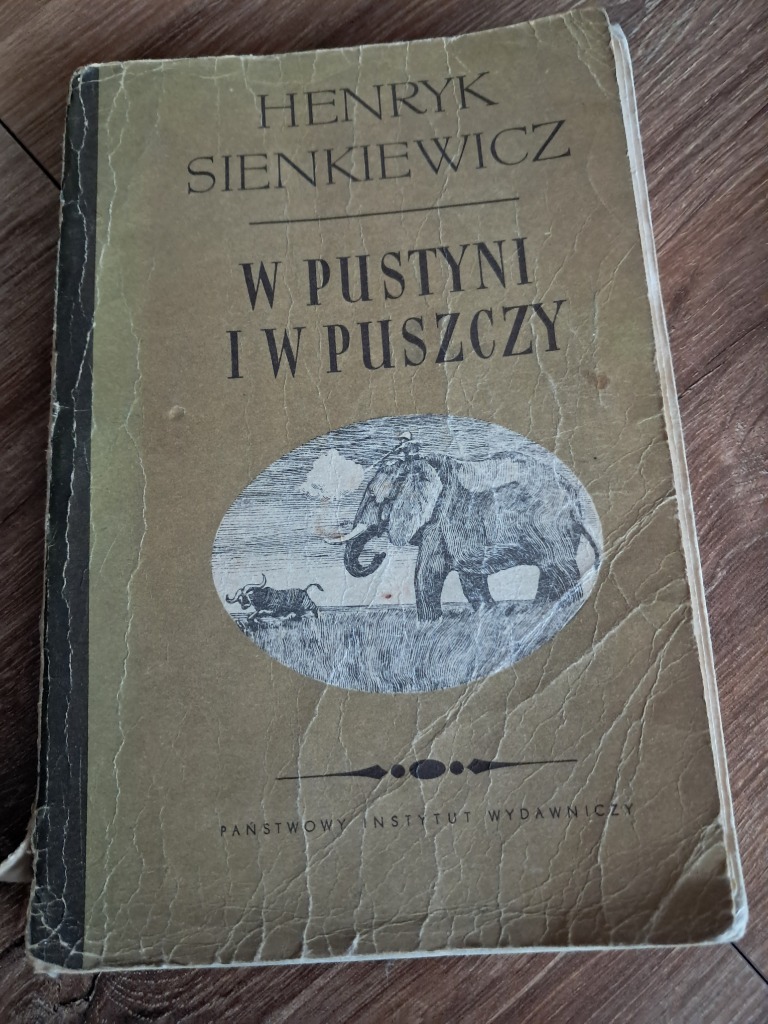 HENRYK
SIENKIEWICZ
W PUSTYNI
I W PUSZCZY
PAŃSTWOWY INSTYTUT WYDAWNICZY